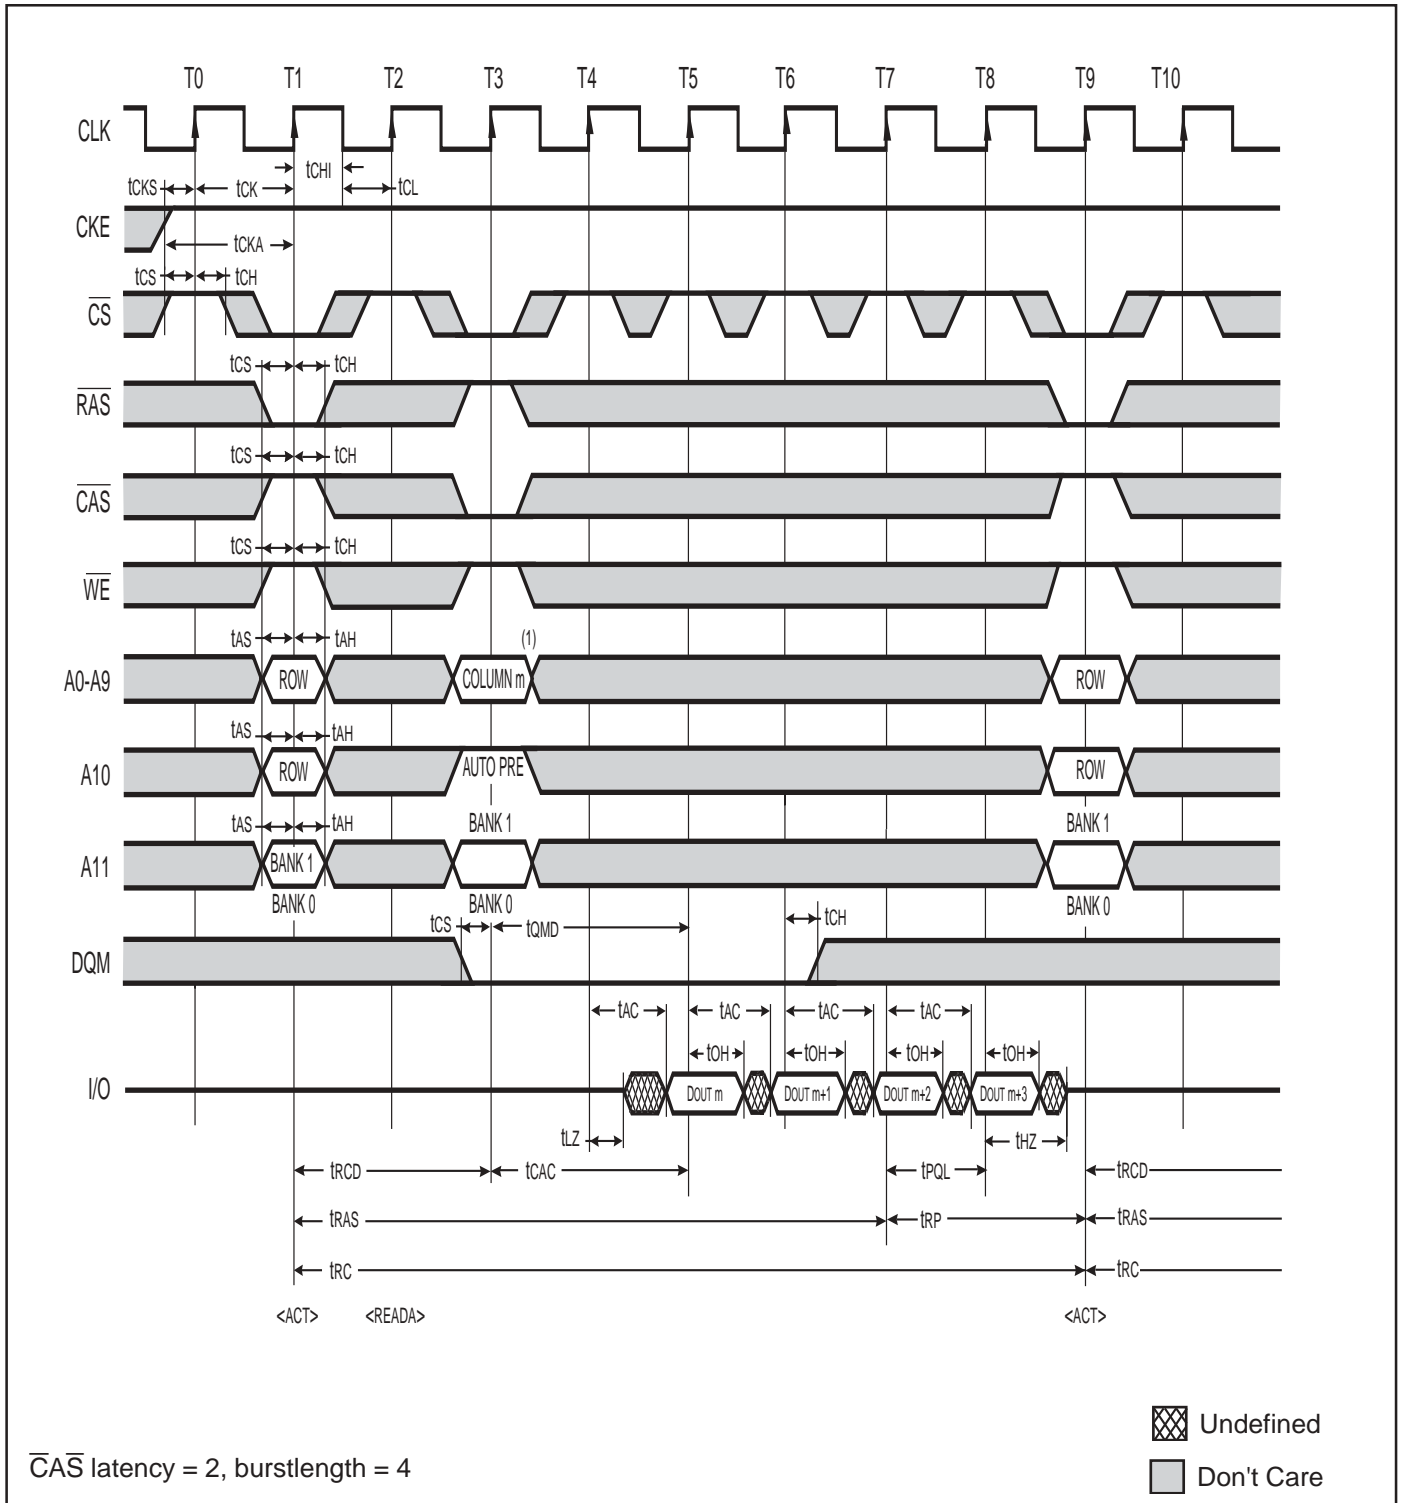 T0 T1 T2 T3 T4 T5 T6 T7 T8 T9 T10
CLK
tCHI
tCKS tCK tCL
CKE
tCKA
tCS tCH
CS
tCS tCH
RAS
tCS tCH
CAS
tCS tCH
WE
tAS tAH (1)
A0-A9 ROW COLUMN m ROW
tAS tAH
A10 ROW AUTO PRE ROW
tAS tAH BANK 1 BANK 1
A11 BANK 1
BANK 0 BANK 0 BANK 0
tCS tQMD tCH
DQM
tAC tAC tAC tAC
tOH tOH tOH tOH
I/O DOUT m DOUT m+1 DOUT m+2 DOUT m+3
tLZ tHZ
tRCD tCAC tPQL tRCD
tRAS tRP tRAS
tRC tRC
<ACT> <READA> <ACT>
Undefined
CAS latency = 2, burstlength = 4
Don't Care